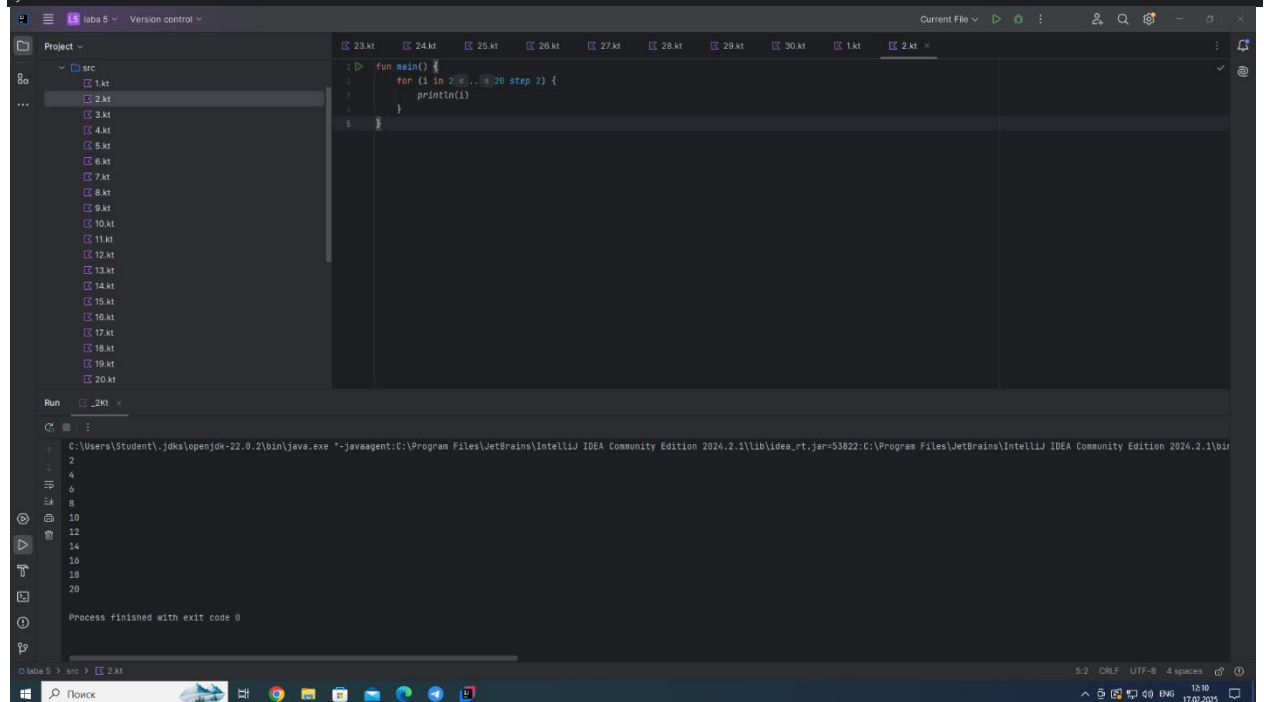 L5 laba 5 Version control Current File
Project
23.kt 24.kt 25.kt 26.kt 27.kt 28.kt 29.kt 30.kt 1.kt 2.kt
src
1.kt
2.kt
3.kt
4.kt
5.kt
6.kt
7.kt
8.kt
9.kt
10.kt
11.kt
12.kt
13.kt
14.kt
15.kt
16.kt
17.kt
18.kt
19.kt
20.kt
1 fun main() {
2 for (i in 2 ≤ .. ≤ 20 step 2) {
3 println(i)
4 }
5 }
Run _2Kt
C:\Users\Student\.jdks\openjdk-22.0.2\bin\java.exe "-javaagent:C:\Program Files\JetBrains\IntelliJ IDEA Community Edition 2024.2.1\lib\idea_rt.jar=53822:C:\Program Files\JetBrains\IntelliJ IDEA Community Edition 2024.2.1\bin
2
4
6
8
10
12
14
16
18
20
Process finished with exit code 0
laba 5 > src > 2.kt 5:2 CRLF UTF-8 4 spaces
Поиск ENG 12:10
17.02.2025